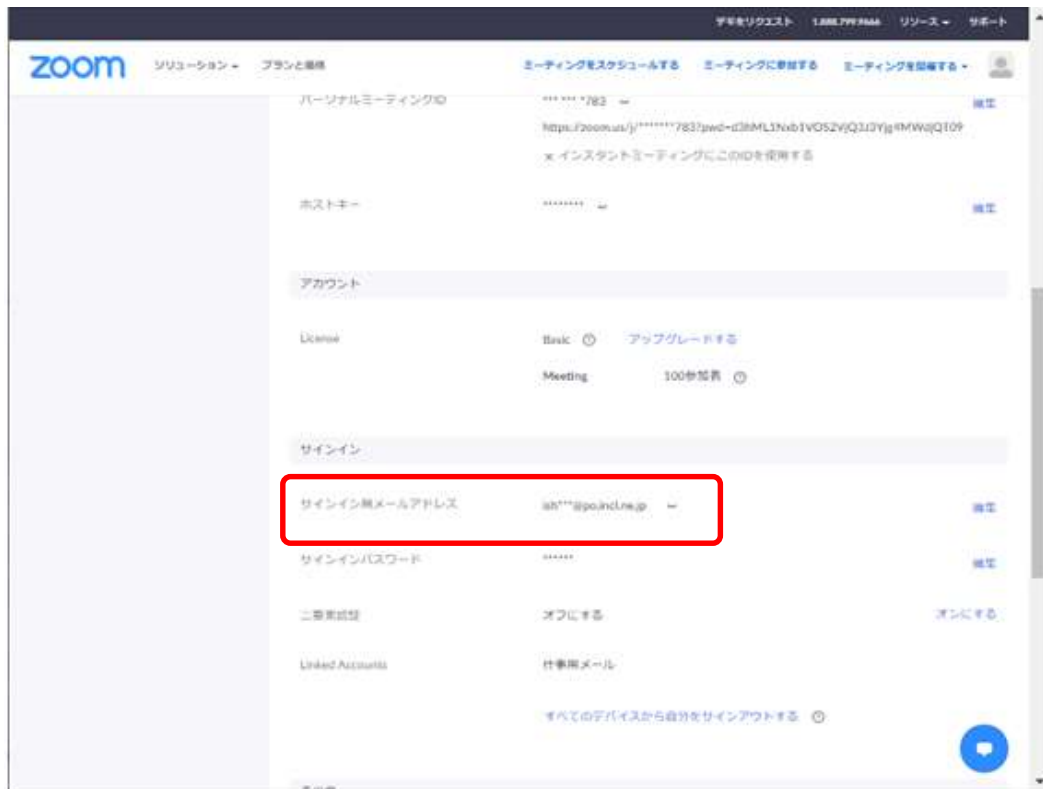 デモをリクエスト 1.888.799.9666 リソース サポート
zoom ソリューション プランと価格 ミーティングをスケジュールする ミーティングに参加する ミーティングを開催する
パーソナルミーティングID *** *** *783 編集
× インスタントミーティングにこのIDを使用する
ホストキー ******** 編集
アカウント
License Basic アップグレードする
Meeting 100参加者
サインイン
サインイン用メールアドレス ish***@po.incl.ne.jp 編集
サインインパスワード ****** 編集
二要素認証 オフにする オンにする
Linked Accounts 仕事用メール
すべてのデバイスから自分をサインアウトする